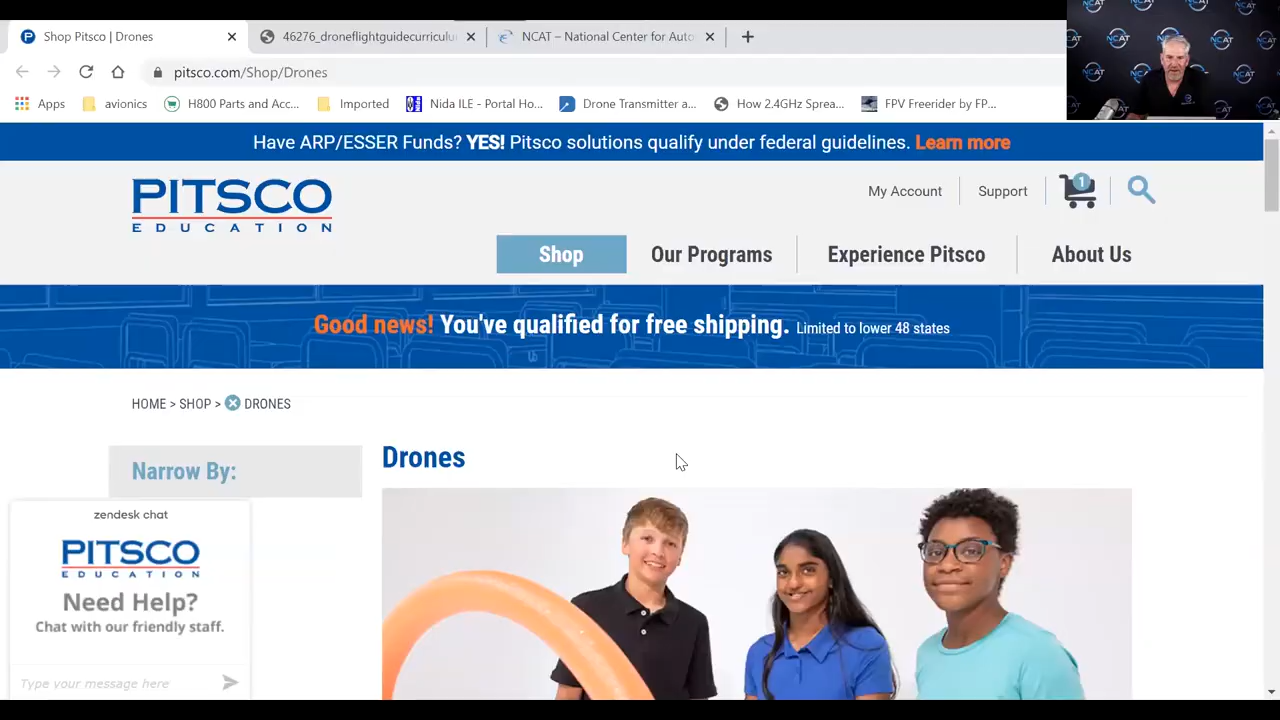 Shop Pitsco | Drones
46276_droneflightguidecurriculu
NCAT – National Center for Auto
pitsco.com/Shop/Drones
Apps
avionics
H800 Parts and Acc...
Imported
Nida ILE - Portal Ho...
Drone Transmitter a...
How 2.4GHz Sprea...
FPV Freerider by FP...
NCAT
Have ARP/ESSER Funds? YES! Pitsco solutions qualify under federal guidelines. Learn more
PITSCO
EDUCATION
My Account
Support
1
Shop
Our Programs
Experience Pitsco
About Us
Good news! You've qualified for free shipping. Limited to lower 48 states
HOME > SHOP > DRONES
Narrow By:
Drones
zendesk chat
PITSCO
EDUCATION
Need Help?
Chat with our friendly staff.
Type your message here